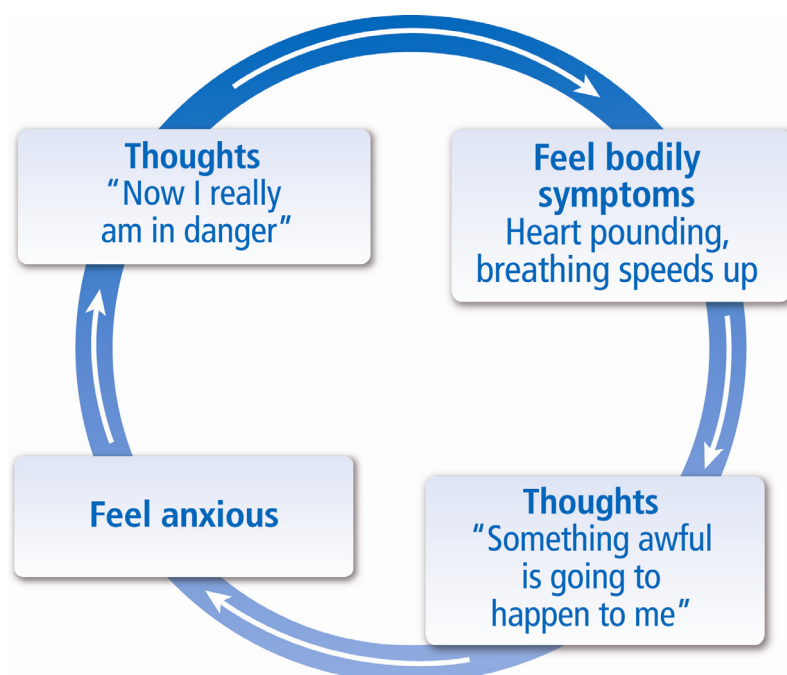 Thoughts
“Now I really
am in danger”
Feel bodily
symptoms
Heart pounding,
breathing speeds up
Thoughts
“Something awful
is going to
happen to me”
Feel anxious